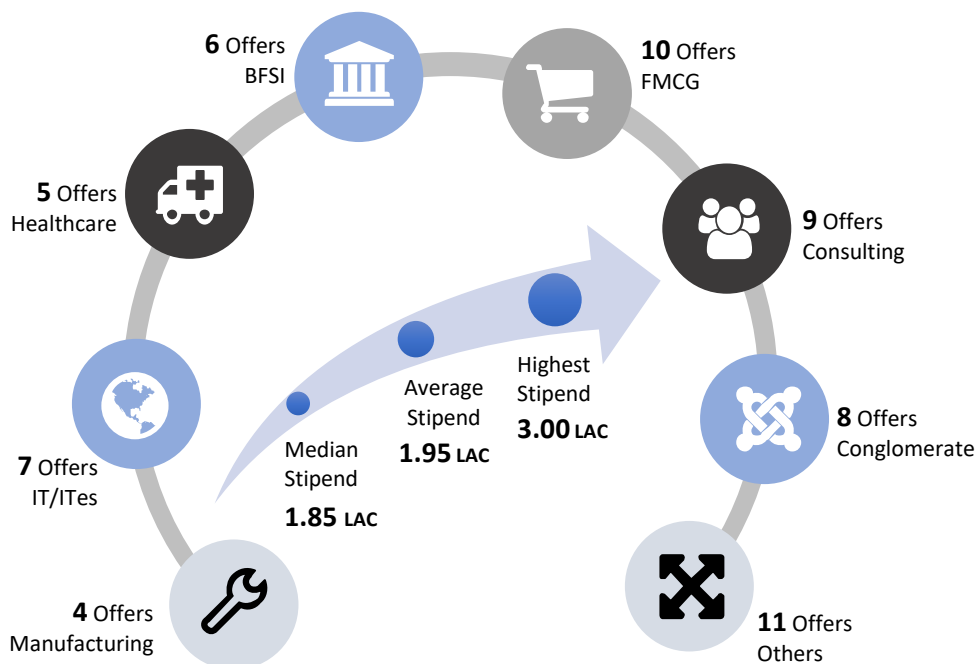 6 Offers
BFSI
10 Offers
FMCG
5 Offers
Healthcare
9 Offers
Consulting
Highest
Stipend
3.00 LAC
Average
Stipend
1.95 LAC
Median
Stipend
1.85 LAC
7 Offers
IT/ITes
8 Offers
Conglomerate
4 Offers
Manufacturing
11 Offers
Others